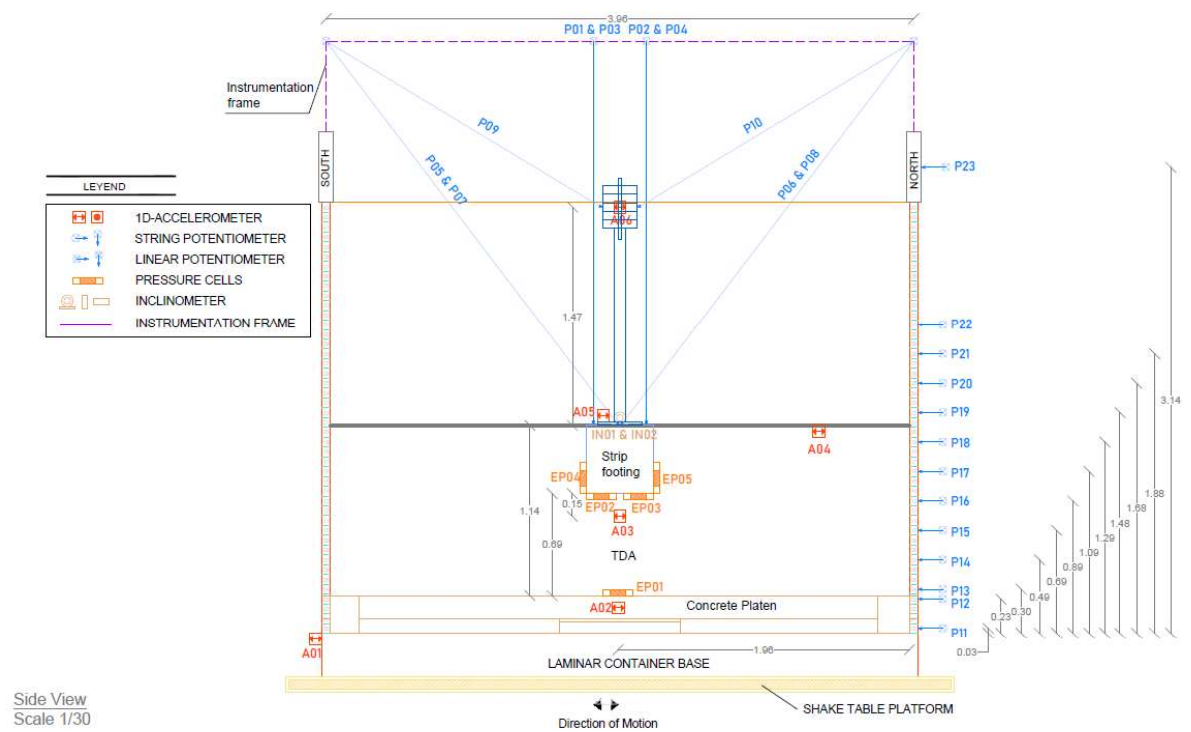 3.96
P01 & P03
P02 & P04
Instrumentation
frame
P09
P10
P05 & P07
P06 & P08
SOUTH
NORTH
P23
LEYEND
1D-ACCELEROMETER
STRING POTENTIOMETER
LINEAR POTENTIOMETER
PRESSURE CELLS
INCLINOMETER
INSTRUMENTATION FRAME
A06
1.47
P22
P21
P20
P19
P18
P17
P16
P15
P14
P13
P12
P11
A05
IN01 & IN02
A04
Strip
footing
EP04
EP05
EP02
EP03
0.15
A03
1.14
0.69
TDA
EP01
A02
Concrete Platen
A01
1.96
LAMINAR CONTAINER BASE
SHAKE TABLE PLATFORM
Direction of Motion
0.03
0.23
0.30
0.49
0.69
0.89
1.09
1.29
1.48
1.68
1.88
3.14
Side View
Scale 1/30